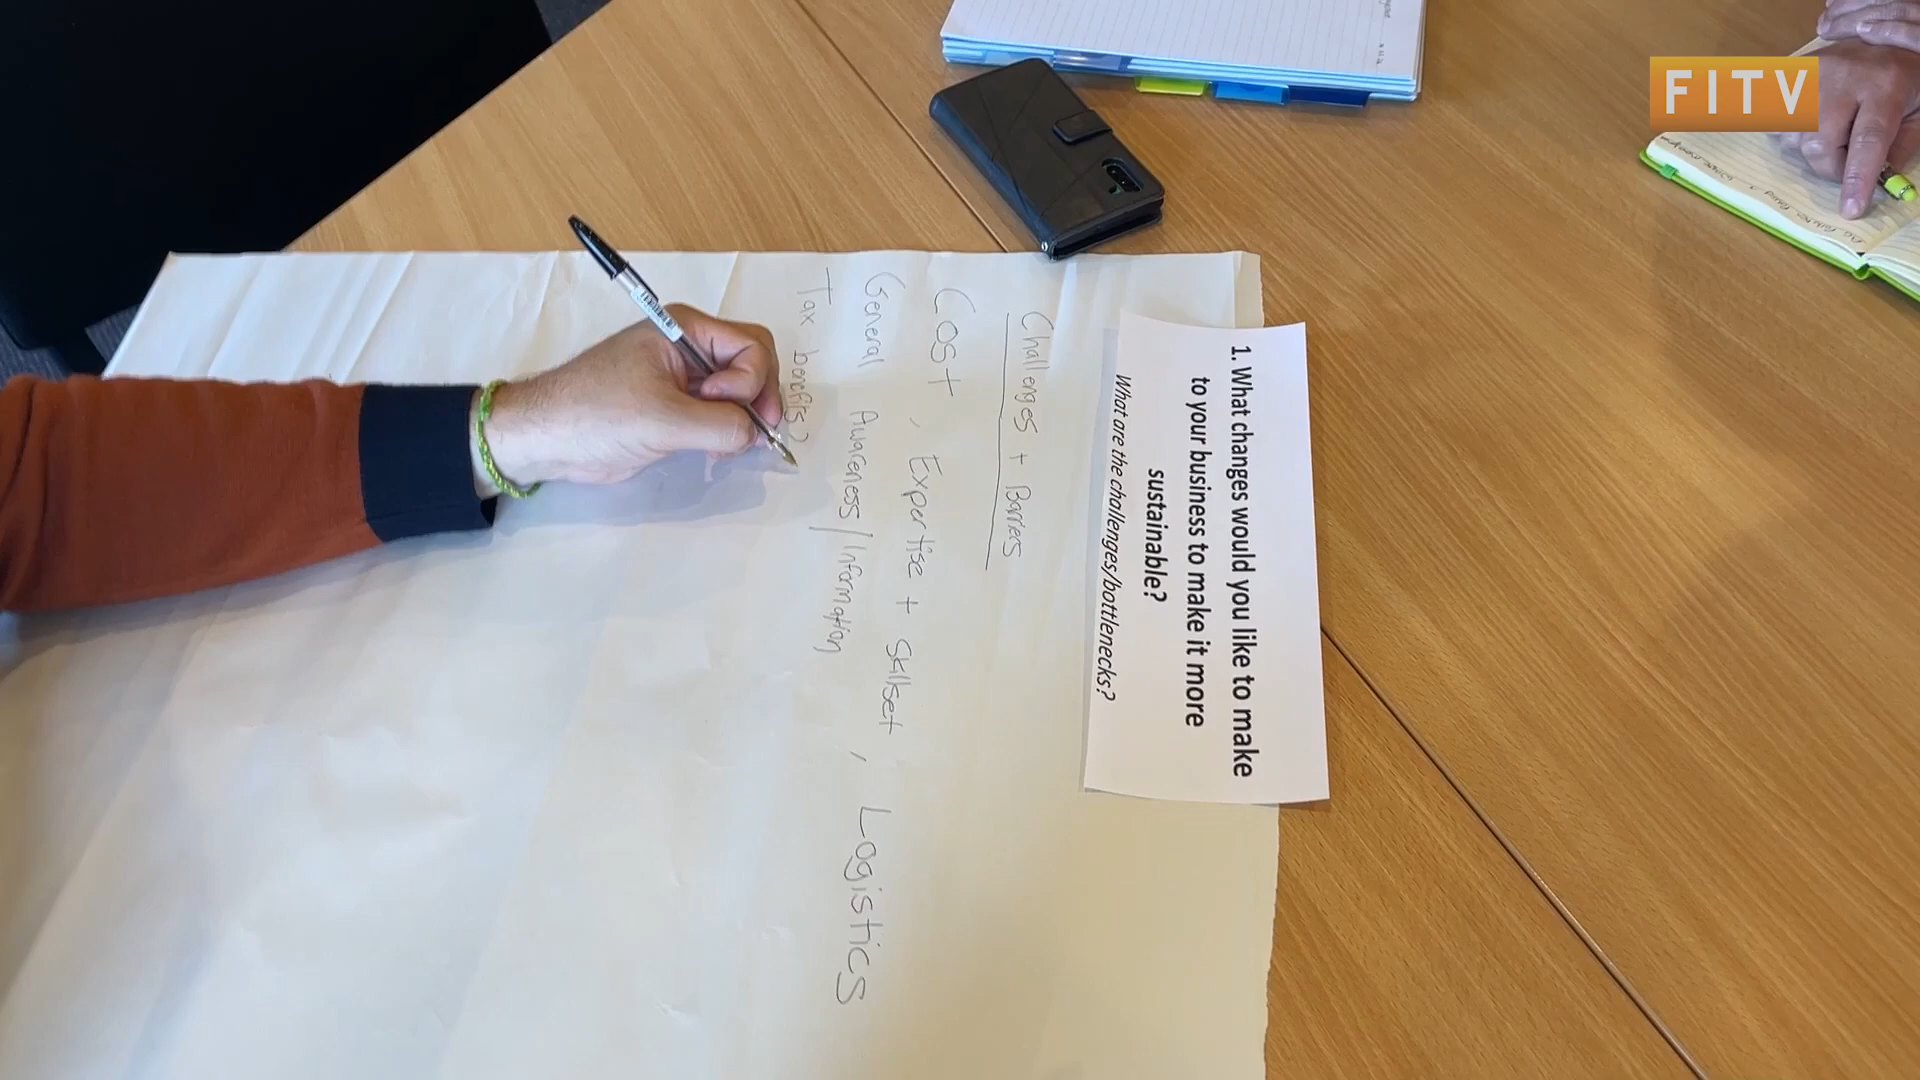 FITV
1. What changes would you like to make
to your business to make it more
sustainable?
What are the challenges/bottlenecks?
Challenges + Barriers
Cost, Expertise + Skillset, Logistics
General Awareness/Information
Tax benefits?